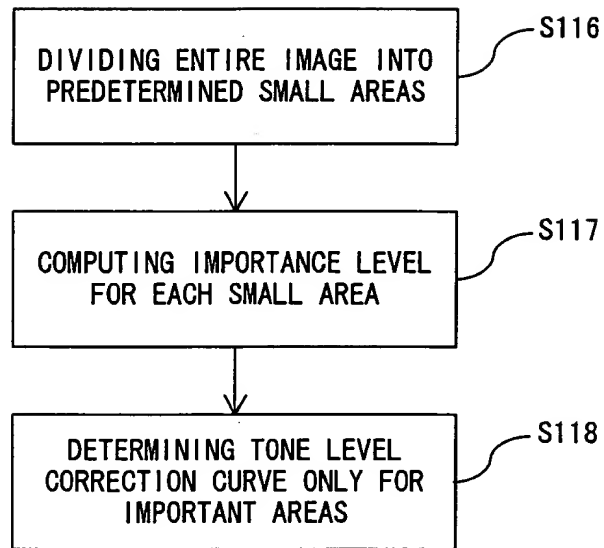 DIVIDING ENTIRE IMAGE INTO
PREDETERMINED SMALL AREAS
S116
COMPUTING IMPORTANCE LEVEL
FOR EACH SMALL AREA
S117
DETERMINING TONE LEVEL
CORRECTION CURVE ONLY FOR
IMPORTANT AREAS
S118